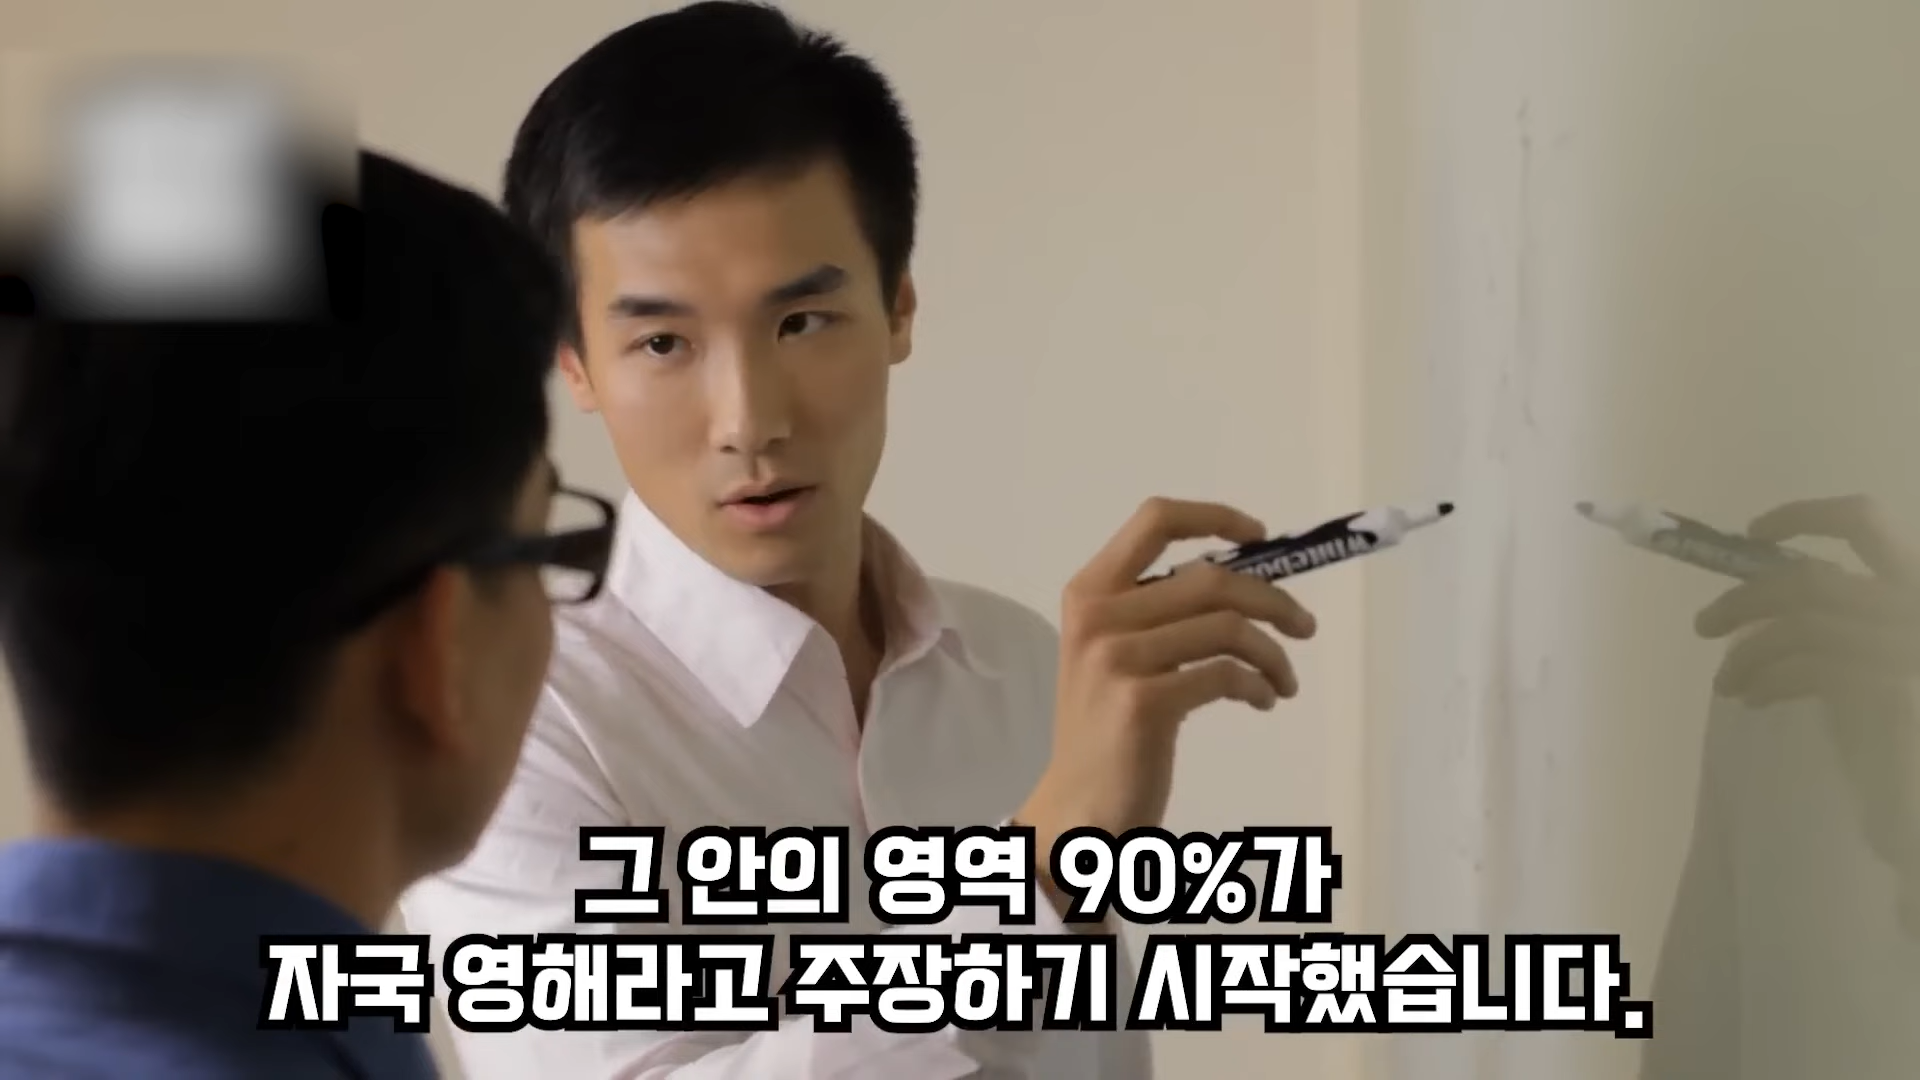 Whitebo
그 안의 영역 90%가
자국 영해라고 주장하기 시작했습니다.